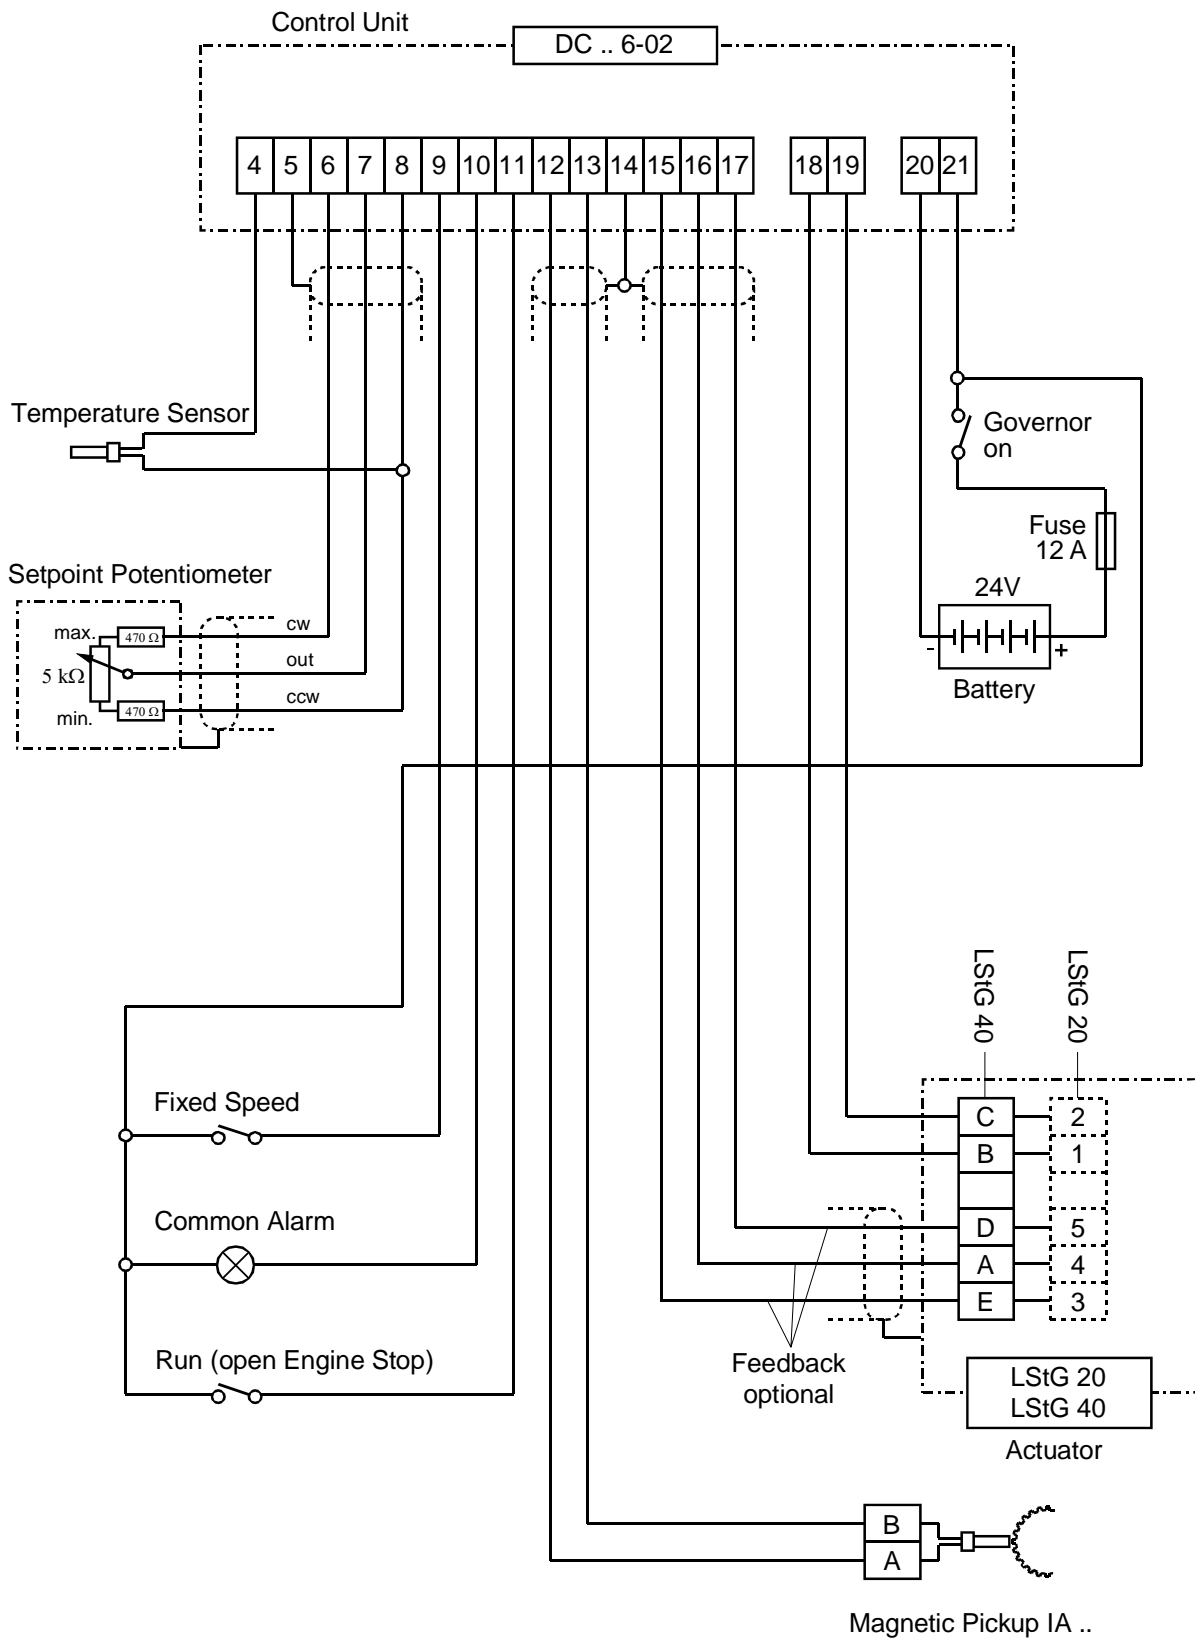 Control Unit
DC .. 6-02
4 5 6 7 8 9 10 11 12 13 14 15 16 17 18 19 20 21
Temperature Sensor
Governor
on
Fuse
12 A
Setpoint Potentiometer
24V
max.
470 Ω
cw
5 kΩ
out
min.
470 Ω
ccw
- +
Battery
LStG 40
LStG 20
Fixed Speed
C 2
B 1
Common Alarm
D 5
A 4
E 3
Run (open Engine Stop)
Feedback
optional
LStG 20
LStG 40
Actuator
B
A
Magnetic Pickup IA ..